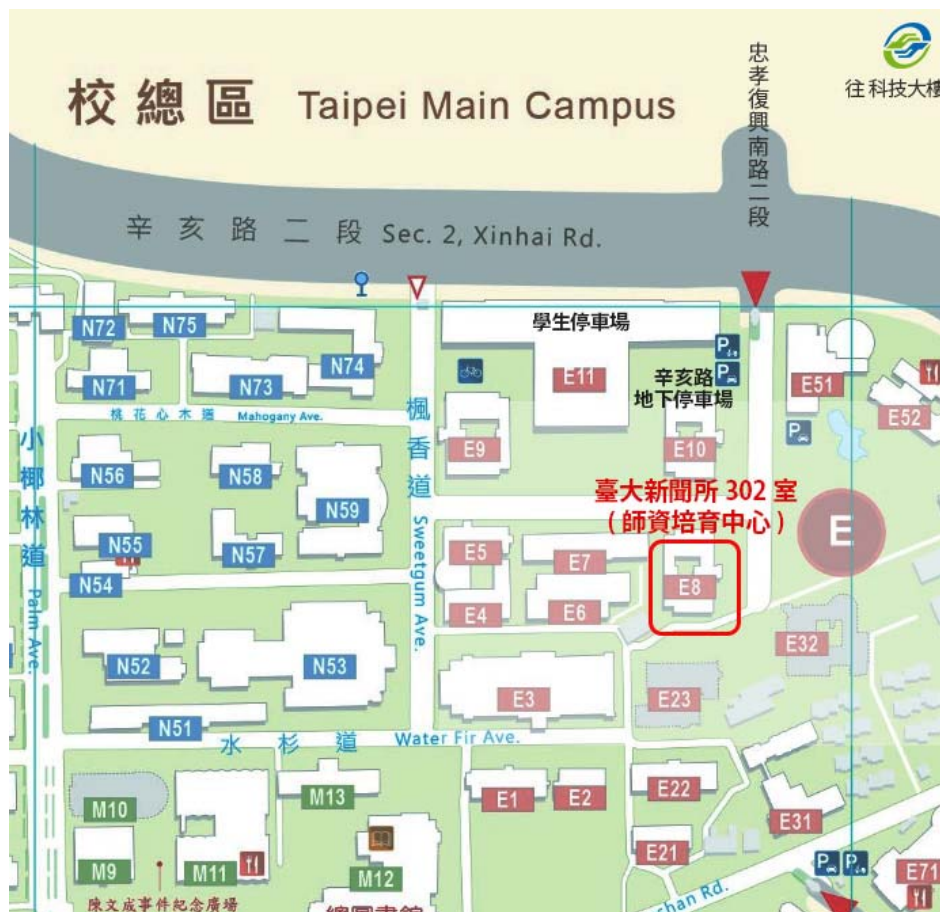 校總區 Taipei Main Campus
忠孝復興南路二段
往 科技大樓
辛亥路二段 Sec. 2, Xinhai Rd.
N72
N75
學生停車場
P
N71
N73
N74
E11
辛亥路
地下停車場
P
E51
E52
桃花心木道 Mahogany Ave.
P
小椰林道
Palm Ave.
楓香道
Sweetgum Ave.
E9
E10
N56
N58
N59
臺大新聞所 302 室
(師資培育中心)
E
N55
N57
E5
E7
N54
E4
E6
E8
N52
N53
E32
E3
E23
N51
水杉道 Water Fir Ave.
M10
M13
E1
E2
E22
E31
M9
M11
M12
E21
P
P
E71
陳文成事件紀念廣場
總圖書館
shan Rd.